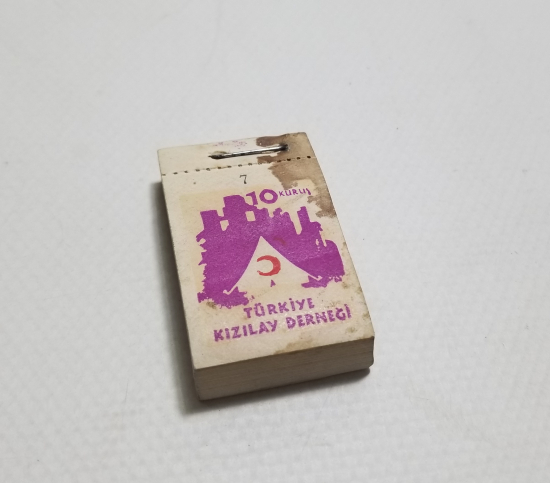 7
10 KURUŞ
TÜRKİYE
KIZILAY DERNEĞİ